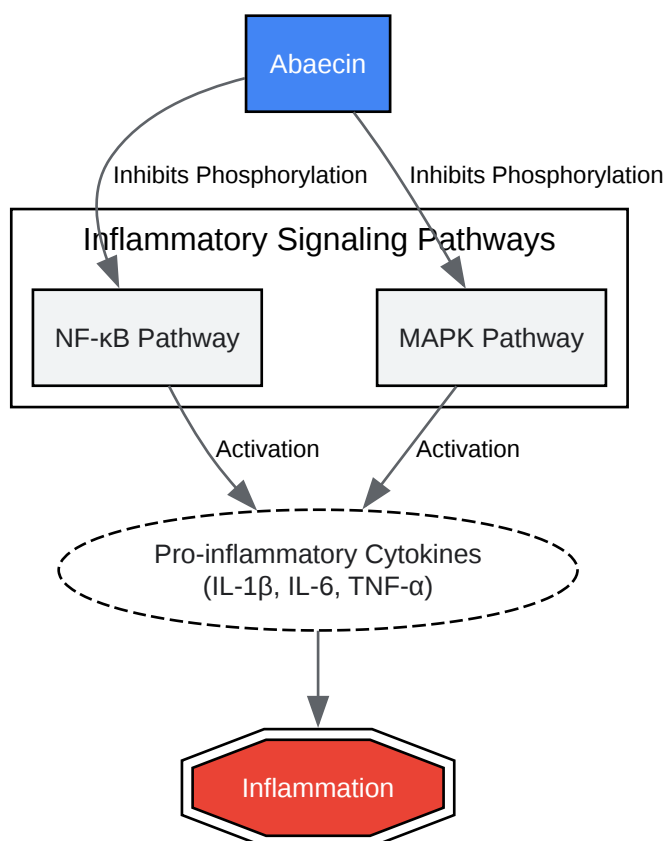 Abaecin
Inhibits Phosphorylation
Inhibits Phosphorylation
Inflammatory Signaling Pathways
NF-κB Pathway
MAPK Pathway
Activation
Activation
Pro-inflammatory Cytokines
(IL-1β, IL-6, TNF-α)
Inflammation